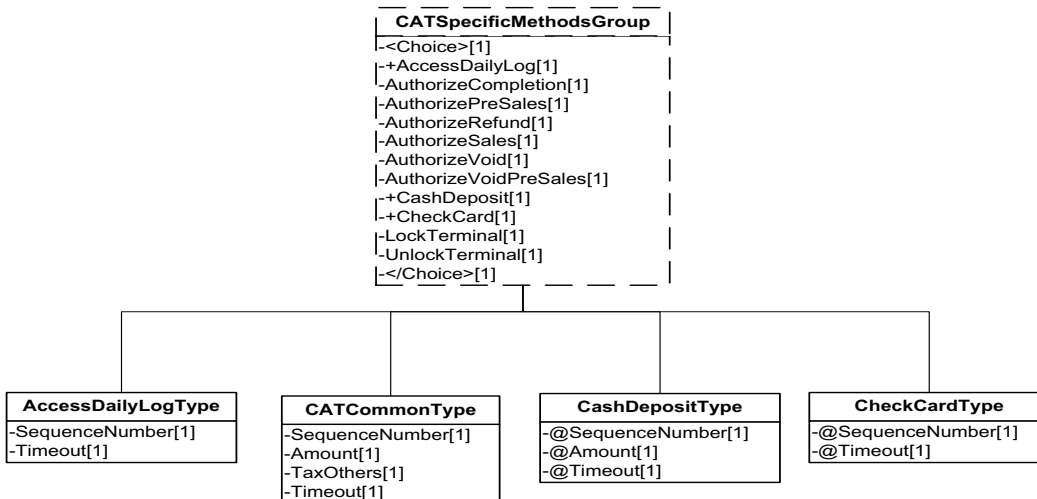 CATSpecificMethodsGroup
-<Choice>[1]
-+AccessDailyLog[1]
-AuthorizeCompletion[1]
-AuthorizePreSales[1]
-AuthorizeRefund[1]
-AuthorizeSales[1]
-AuthorizeVoid[1]
-AuthorizeVoidPreSales[1]
-+CashDeposit[1]
-+CheckCard[1]
-LockTerminal[1]
-UnlockTerminal[1]
-</Choice>[1]
AccessDailyLogType
-SequenceNumber[1]
-Timeout[1]
CATCommonType
-SequenceNumber[1]
-Amount[1]
-TaxOthers[1]
-Timeout[1]
CashDepositType
-@SequenceNumber[1]
-@Amount[1]
-@Timeout[1]
CheckCardType
-@SequenceNumber[1]
-@Timeout[1]